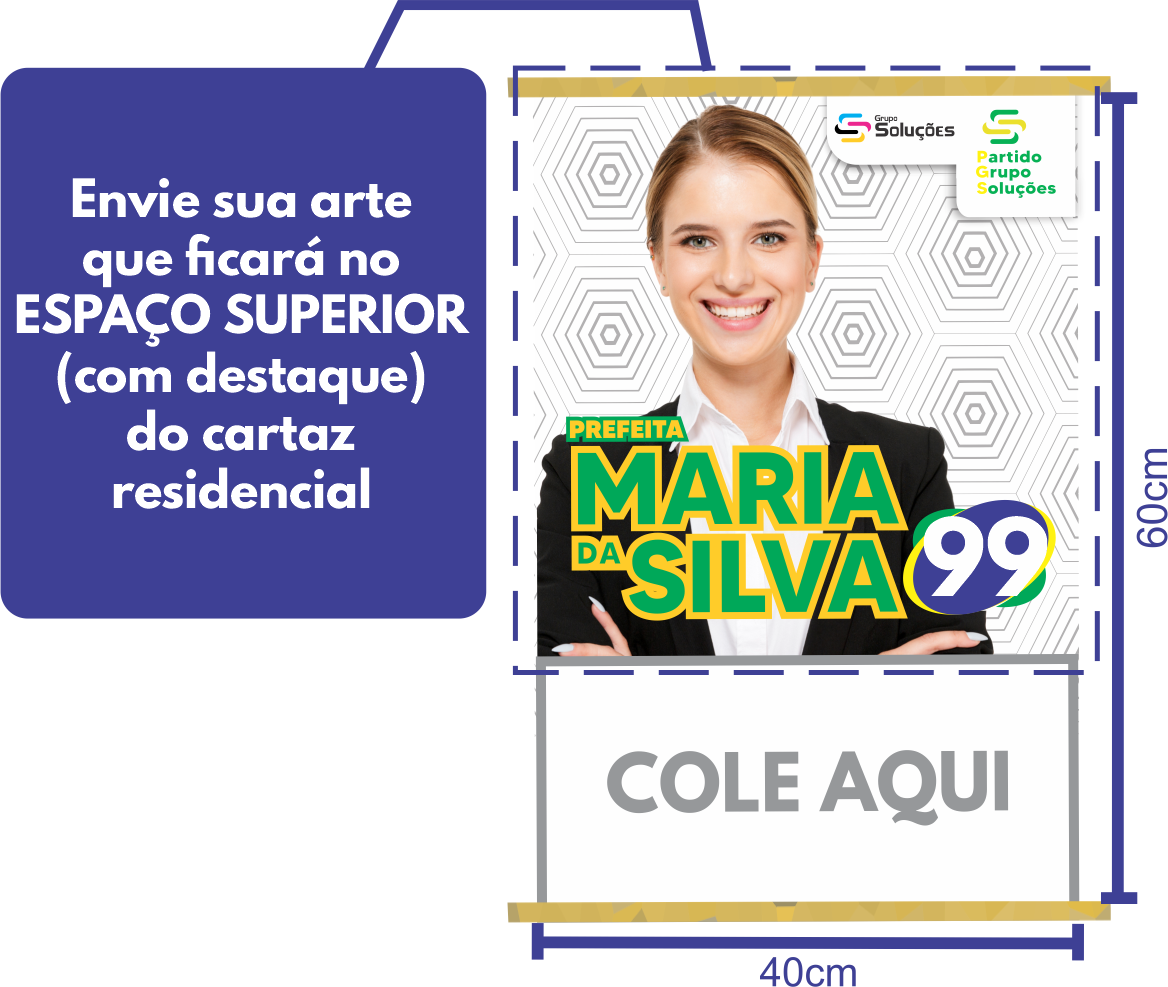 Envie sua arte
que ficará no
ESPAÇO SUPERIOR
(com destaque)
do cartaz
residencial
Grupo
Soluções
Partido
Grupo
Soluções
PREFEITA
MARIA
DA SILVA 99
COLE AQUI
60cm
40cm